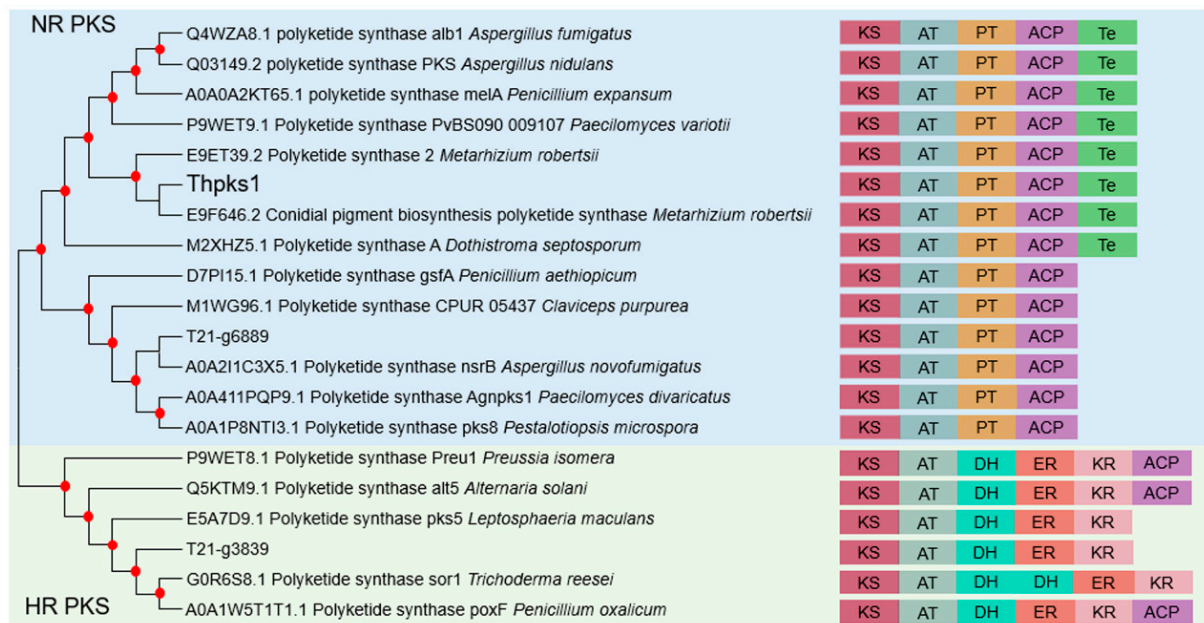 NR PKS
Q4WZA8.1 polyketide synthase alb1 Aspergillus fumigatus KS AT PT ACP Te
Q03149.2 polyketide synthase PKS Aspergillus nidulans KS AT PT ACP Te
A0A0A2KT65.1 polyketide synthase melA Penicillium expansum KS AT PT ACP Te
P9WET9.1 Polyketide synthase PvBS090 009107 Paecilomyces variotii KS AT PT ACP Te
E9ET39.2 Polyketide synthase 2 Metarhizium robertsii KS AT PT ACP Te
Thpks1 KS AT PT ACP Te
E9F646.2 Conidial pigment biosynthesis polyketide synthase Metarhizium robertsii KS AT PT ACP Te
M2XHZ5.1 Polyketide synthase A Dothistroma septosporum KS AT PT ACP Te
D7PI15.1 Polyketide synthase gsfA Penicillium aethiopicum KS AT PT ACP
M1WG96.1 Polyketide synthase CPUR 05437 Claviceps purpurea KS AT PT ACP
T21-g6889 KS AT PT ACP
A0A2I1C3X5.1 Polyketide synthase nsrB Aspergillus novofumigatus KS AT PT ACP
A0A411PQP9.1 Polyketide synthase Agnpks1 Paecilomyces divaricatus KS AT PT ACP
A0A1P8NTI3.1 Polyketide synthase pks8 Pestalotiopsis microspora KS AT PT ACP
P9WET8.1 Polyketide synthase Preu1 Preussia isomera KS AT DH ER KR ACP
Q5KTM9.1 Polyketide synthase alt5 Alternaria solani KS AT DH ER KR ACP
E5A7D9.1 Polyketide synthase pks5 Leptosphaeria maculans KS AT DH ER KR
T21-g3839 KS AT DH ER KR
G0R6S8.1 Polyketide synthase sor1 Trichoderma reesei KS AT DH DH ER KR
A0A1W5T1T1.1 Polyketide synthase poxF Penicillium oxalicum KS AT DH ER KR ACP
HR PKS